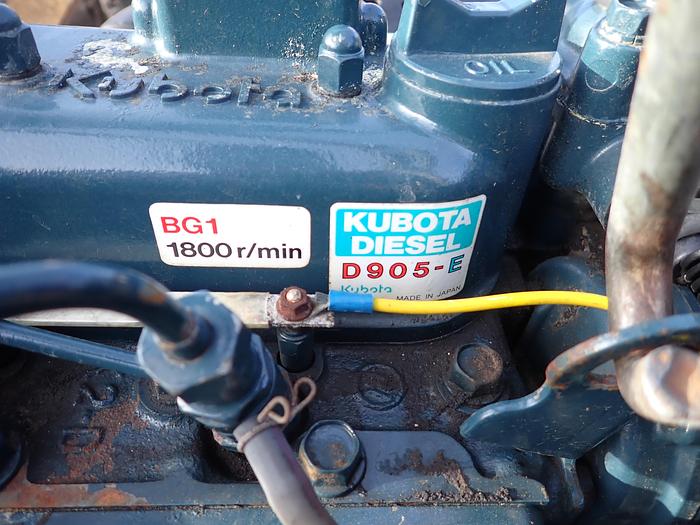 Kubota
OIL
BG1
1800 r/min
KUBOTA
DIESEL
D905-E
Kubota
MADE IN JAPAN